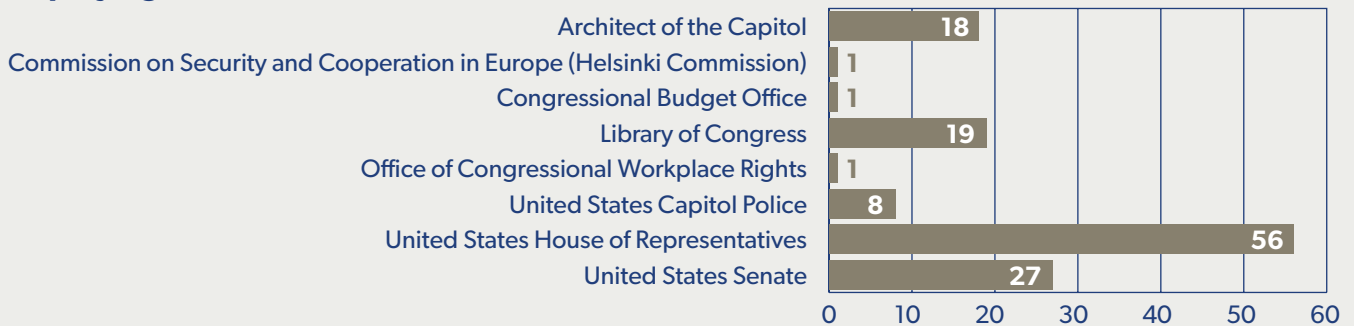 Architect of the Capitol 18
Commission on Security and Cooperation in Europe (Helsinki Commission) 1
Congressional Budget Office 1
Library of Congress 19
Office of Congressional Workplace Rights 1
United States Capitol Police 8
United States House of Representatives 56
United States Senate 27
0 10 20 30 40 50 60